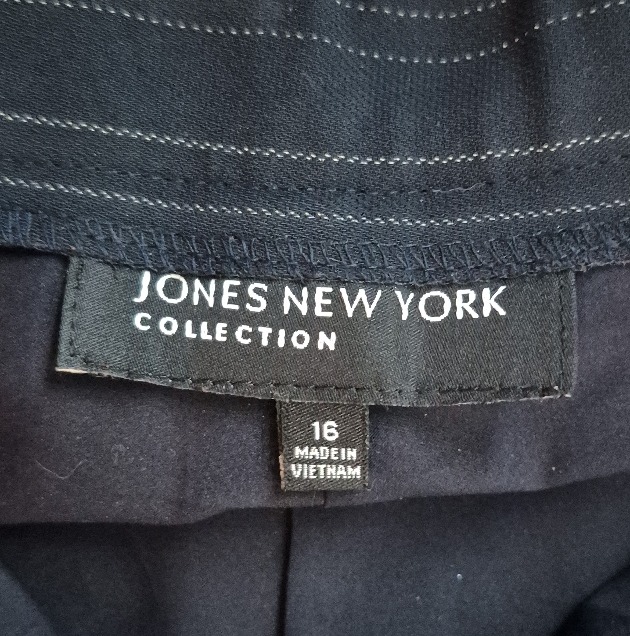 JONES NEW YORK
COLLECTION
16
MADE IN
VIETNAM